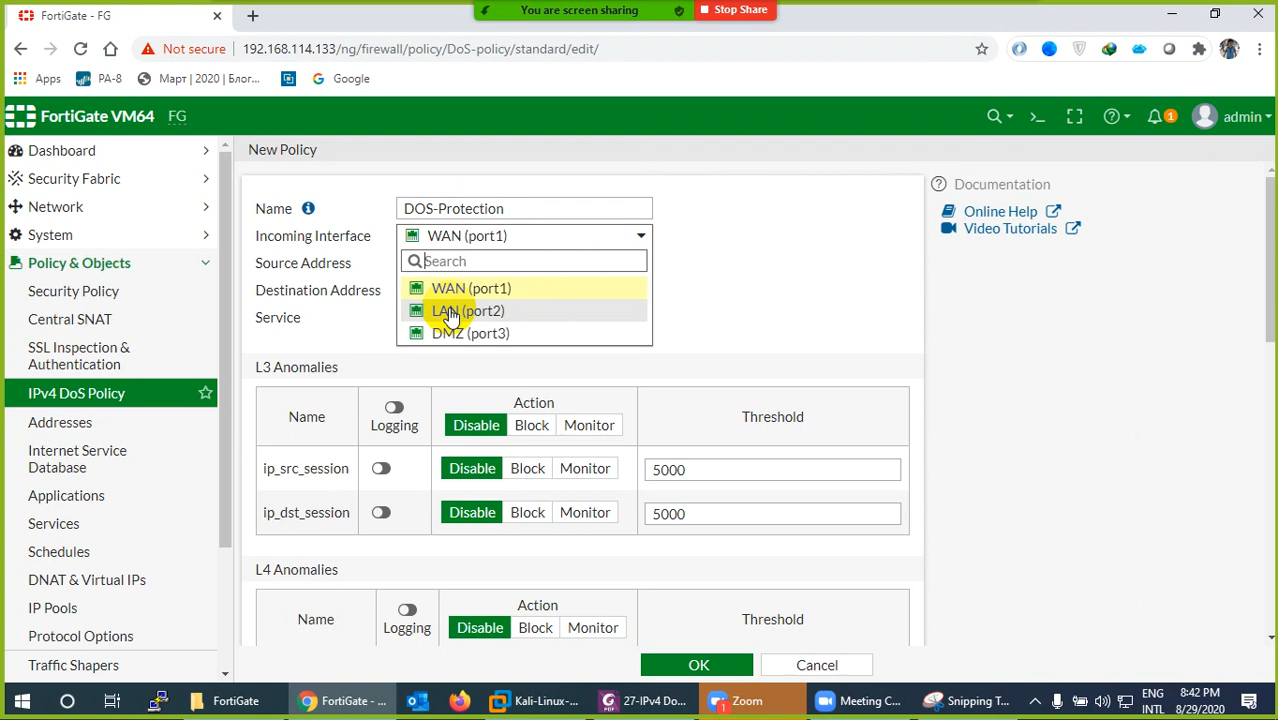 You are screen sharing
Stop Share
FortiGate - FG
Not secure
192.168.114.133/ng/firewall/policy/DoS-policy/standard/edit/
Apps
PA-8
Март | 2020 | Блог...
Google
FortiGate VM64
FG
1
admin
Dashboard
Security Fabric
Network
System
Policy & Objects
Security Policy
Central SNAT
SSL Inspection &
Authentication
IPv4 DoS Policy
Addresses
Internet Service
Database
Applications
Services
Schedules
DNAT & Virtual IPs
IP Pools
Protocol Options
Traffic Shapers
New Policy
Name
DOS-Protection
Incoming Interface
WAN (port1)
Source Address
Search
Destination Address
WAN (port1)
Service
LAN (port2)
DMZ (port3)
L3 Anomalies
Name
Logging
Action
Disable Block Monitor
Threshold
ip_src_session
Disable Block Monitor
5000
ip_dst_session
Disable Block Monitor
5000
L4 Anomalies
Name
Logging
Action
Disable Block Monitor
Threshold
OK
Cancel
Documentation
Online Help
Video Tutorials
FortiGate
FortiGate - ...
Kali-Linux-...
27-IPv4 Do...
1
Zoom
Meeting C...
Snipping T...
ENG
INTL
8:42 PM
8/29/2020